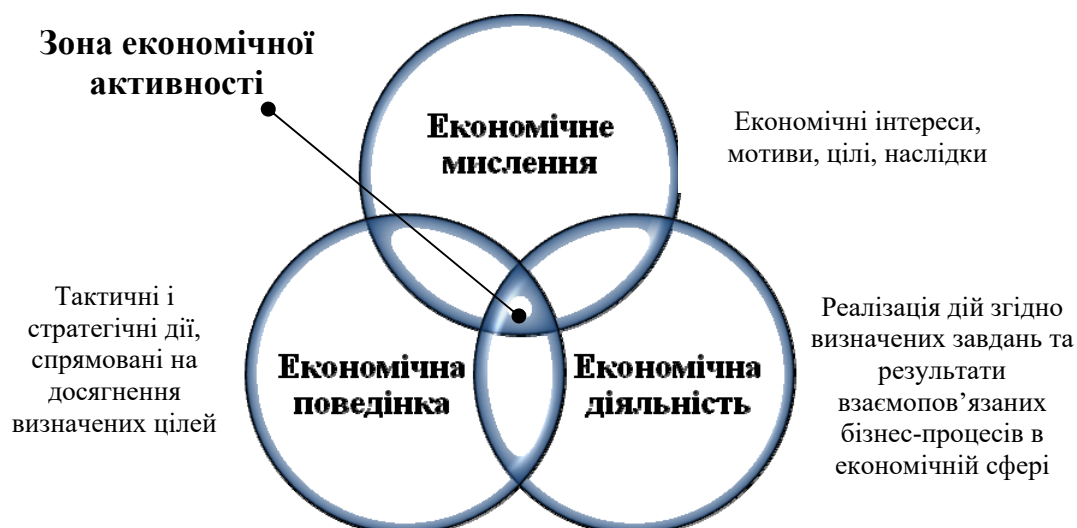 Зона економічної
активності
Економічне
мислення
Економічні інтереси,
мотиви, цілі, наслідки
Тактичні і
стратегічні дії,
спрямовані на
досягнення
визначених цілей
Економічна
поведінка
Економічна
діяльність
Реалізація дій згідно
визначених завдань та
результати
взаємопов’язаних
бізнес-процесів в
економічній сфері